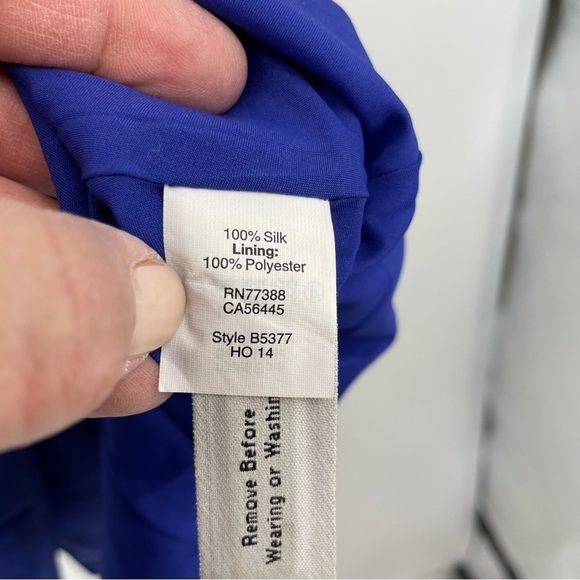 100% Silk
Lining:
100% Polyester
RN77388
CA56445
Style B5377
HO 14
Remove Before
Wearing or Washin